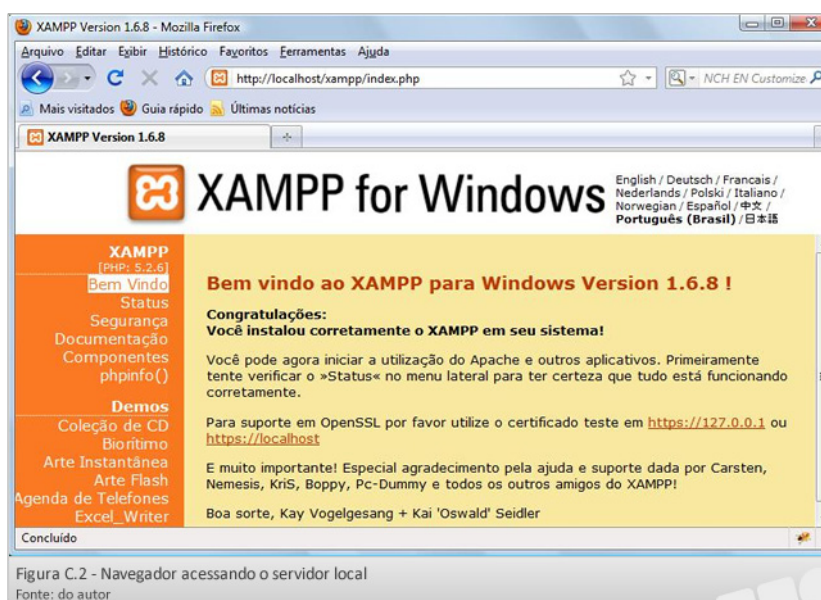 XAMPP Version 1.6.8 - Mozilla Firefox
Arquivo Editar Exibir Histórico Favoritos Ferramentas Ajuda
http://localhost/xampp/index.php
NCH EN Customize
Mais visitados Guia rápido Últimas notícias
XAMPP Version 1.6.8
XAMPP for Windows
English / Deutsch / Francais /
Nederlands / Polski / Italiano /
Norwegian / Español / 中文 /
Português (Brasil) / 日本語
XAMPP
[PHP: 5.2.6]
Bem Vindo
Status
Segurança
Documentação
Componentes
phpinfo()
Demos
Coleção de CD
Biorítimo
Arte Instantânea
Arte Flash
Agenda de Telefones
Excel_Writer
Bem vindo ao XAMPP para Windows Version 1.6.8 !
Congratulações:
Você instalou corretamente o XAMPP em seu sistema!
Você pode agora iniciar a utilização do Apache e outros aplicativos. Primeiramente
tente verificar o »Status« no menu lateral para ter certeza que tudo está funcionando
corretamente.
Para suporte em OpenSSL por favor utilize o certificado teste em https://127.0.0.1 ou
https://localhost
E muito importante! Especial agradecimento pela ajuda e suporte dada por Carsten,
Nemesis, KriS, Boppy, Pc-Dummy e todos os outros amigos do XAMPP!
Boa sorte, Kay Vogelgesang + Kai 'Oswald' Seidler
Concluído
Figura C.2 - Navegador acessando o servidor local
Fonte: do autor